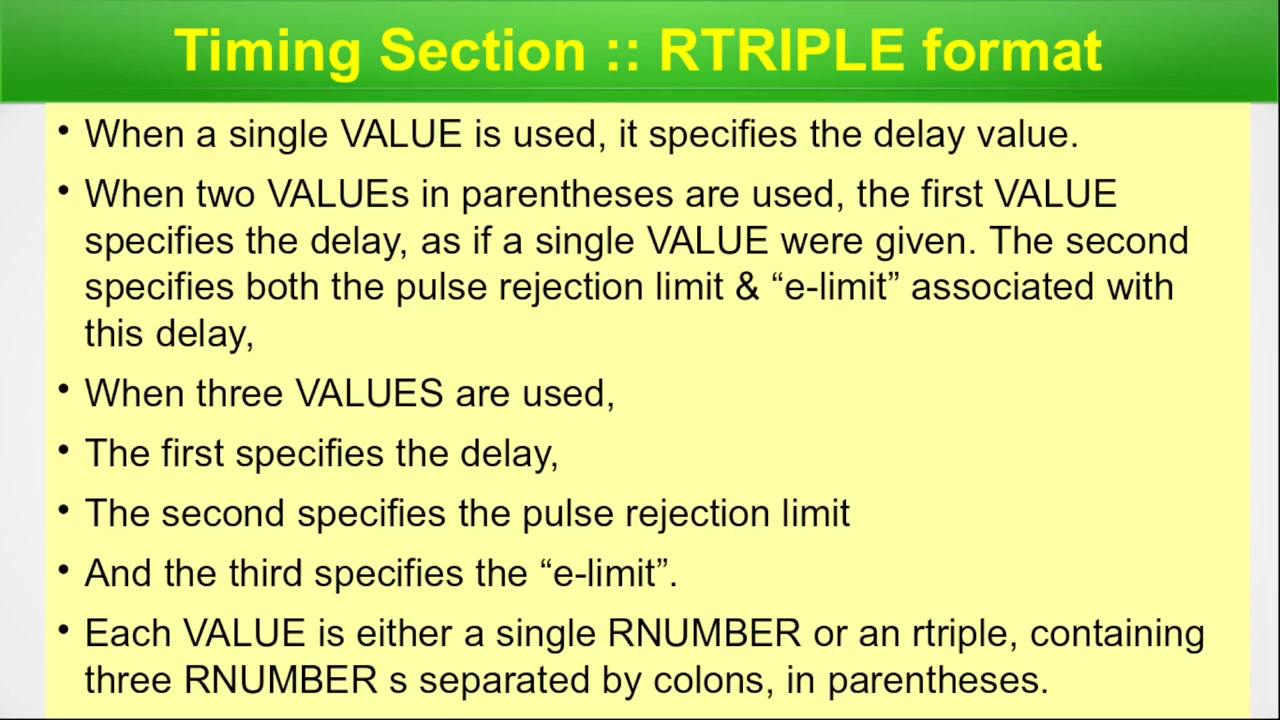 Timing Section :: RTRIPLE format
• When a single VALUE is used, it specifies the delay value.
• When two VALUEs in parentheses are used, the first VALUE
specifies the delay, as if a single VALUE were given. The second
specifies both the pulse rejection limit & “e-limit” associated with
this delay,
• When three VALUES are used,
• The first specifies the delay,
• The second specifies the pulse rejection limit
• And the third specifies the “e-limit”.
• Each VALUE is either a single RNUMBER or an rtriple, containing
three RNUMBER s separated by colons, in parentheses.